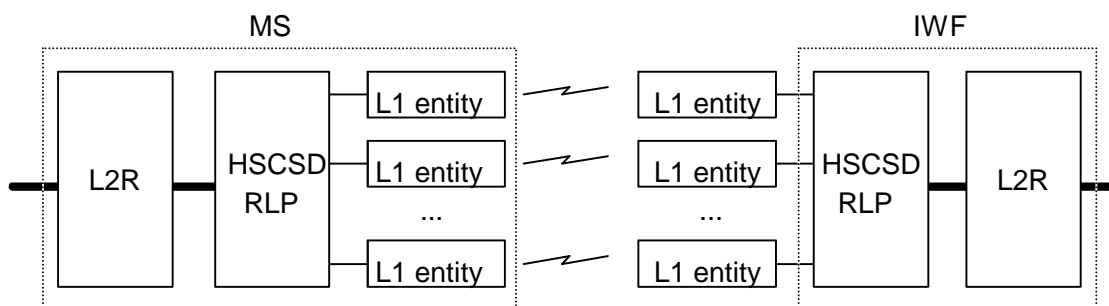 MS
IWF
L1 entity
L1 entity
L1 entity
L1 entity
L2R
HSCSD
RLP
HSCSD
RLP
L2R
...
...
L1 entity
L1 entity